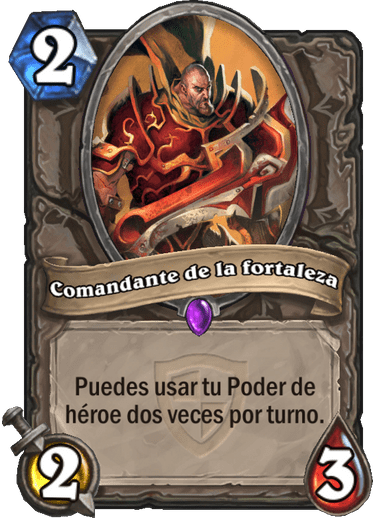 2
Comandante de la fortaleza
Puedes usar tu Poder de
héroe dos veces por turno.
2
3